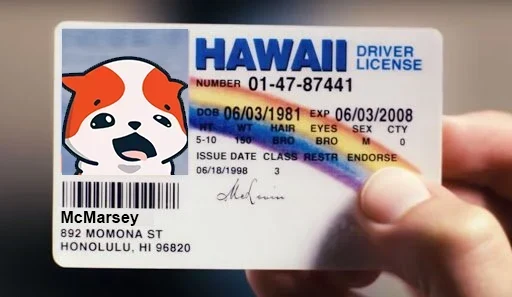 HAWAII DRIVER LICENSE
NUMBER 01-47-87441
DOB 06/03/1981 EXP 06/03/2008
HT WT HAIR EYES SEX CTY
5-10 150 BRO BRO M 0
ISSUE DATE CLASS RESTR ENDORSE
06/18/1998 3
McLovin
McMarsey
892 MOMONA ST
HONOLULU, HI 96820